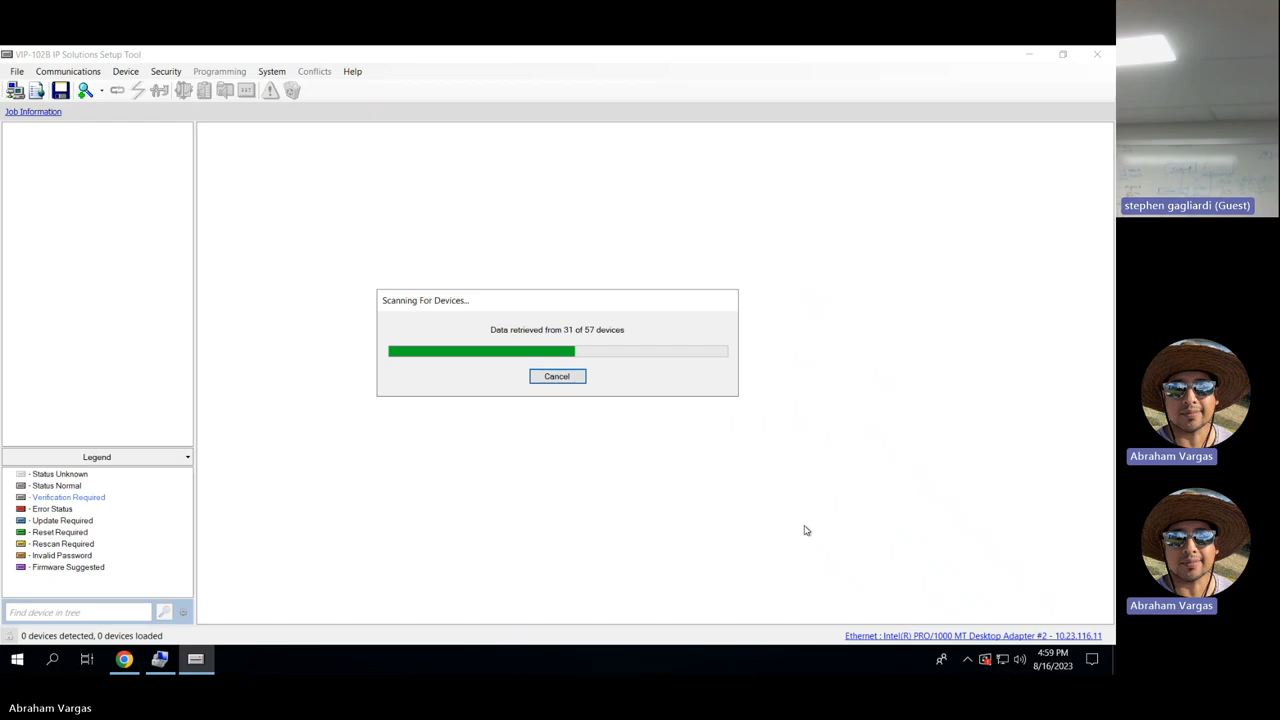 VIP-102B IP Solutions Setup Tool
File Communications Device Security Programming System Conflicts Help
Job Information
Scanning For Devices...
Data retrieved from 31 of 57 devices
Cancel
Legend
- Status Unknown
- Status Normal
- Verification Required
- Error Status
- Update Required
- Reset Required
- Rescan Required
- Invalid Password
- Firmware Suggested
Find device in tree
0 devices detected, 0 devices loaded
Ethernet : Intel(R) PRO/1000 MT Desktop Adapter #2 - 10.23.116.11
4:59 PM
8/16/2023
stephen gagliardi (Guest)
Abraham Vargas
Abraham Vargas
Abraham Vargas